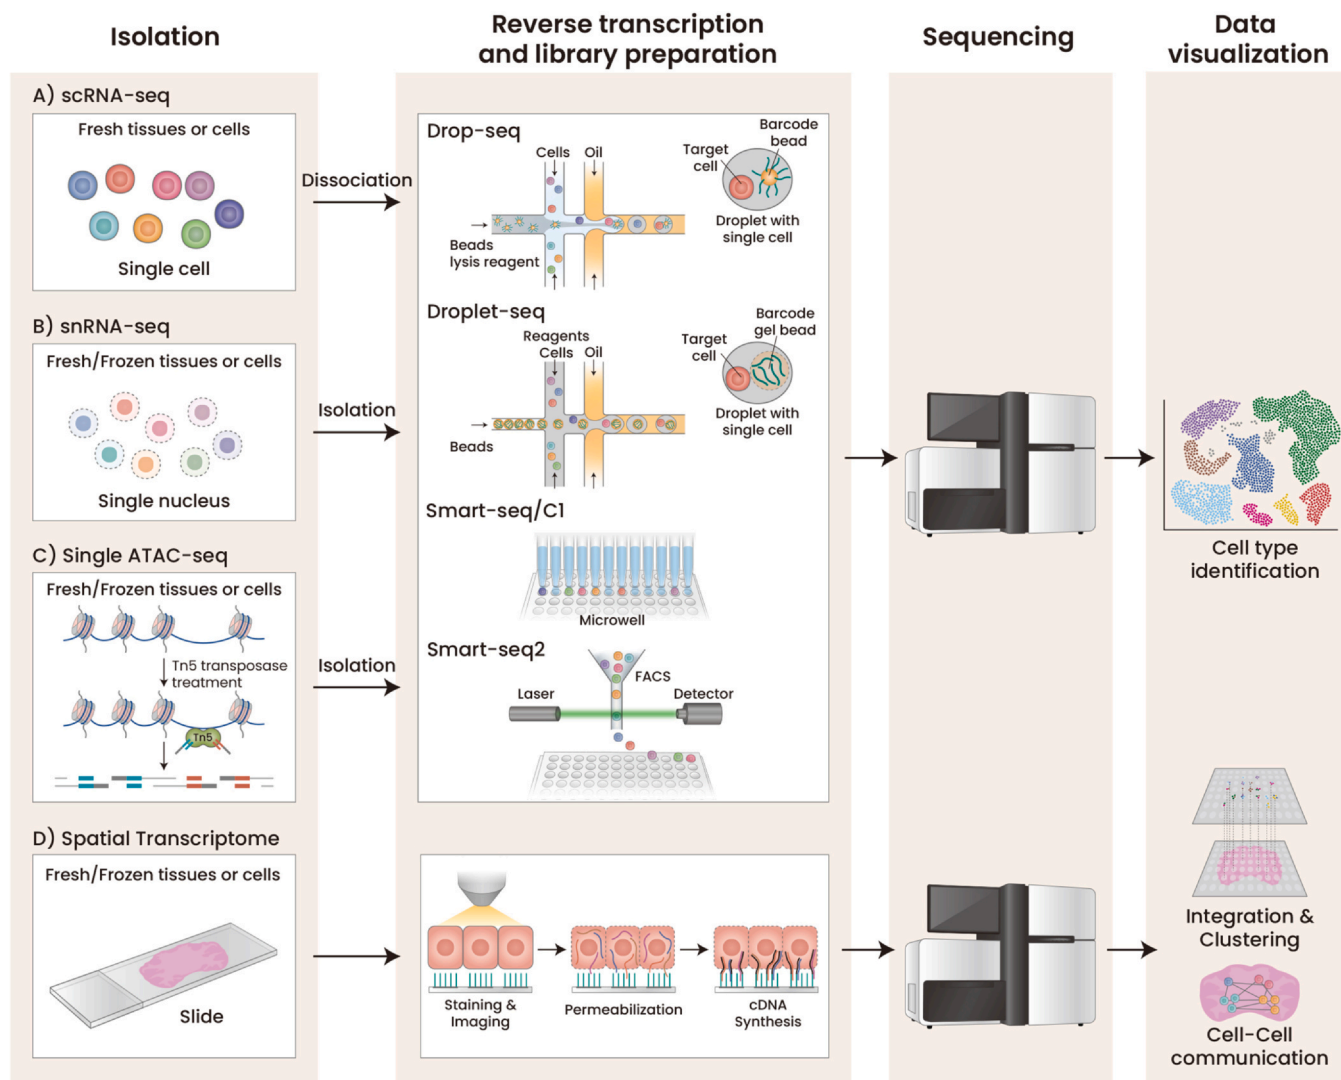 Isolation
Reverse transcription
and library preparation
Sequencing
Data
visualization
A) scRNA-seq
Fresh tissues or cells
Single cell
Dissociation
Drop-seq
Cells
Oil
Beads
lysis reagent
Target
cell
Barcode
bead
Droplet with
single cell
B) snRNA-seq
Fresh/Frozen tissues or cells
Single nucleus
Isolation
Droplet-seq
Reagents
Cells
Oil
Beads
Target
cell
Barcode
gel bead
Droplet with
single cell
C) Single ATAC-seq
Fresh/Frozen tissues or cells
Tn5 transposase
treatment
Tn5
Isolation
Smart-seq/C1
Microwell
Smart-seq2
FACS
Laser
Detector
Cell type
identification
D) Spatial Transcriptome
Fresh/Frozen tissues or cells
Slide
Staining &
Imaging
Permeabilization
cDNA
Synthesis
Integration &
Clustering
Cell-Cell
communication